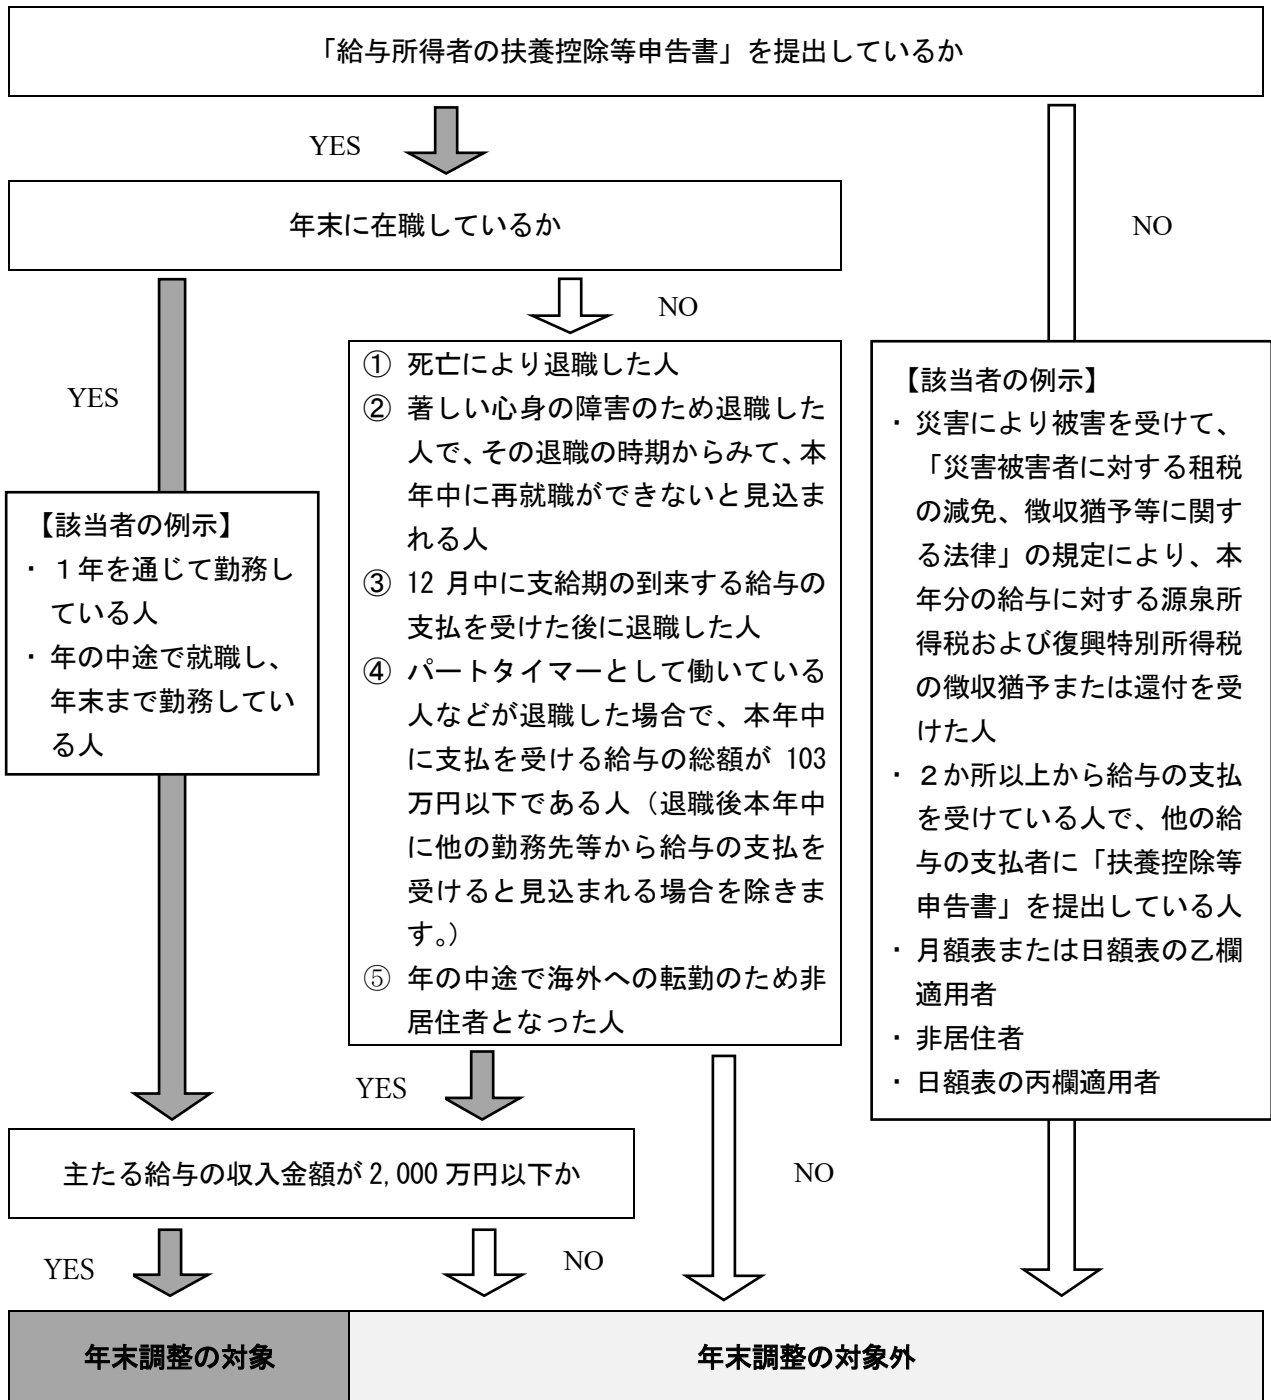 「給与所得者の扶養控除等申告書」を提出しているか
YES
NO
年末に在職しているか
YES
NO
【該当者の例示】
・ 1年を通じて勤務し
ている人
・ 年の中途で就職し、
年末まで勤務してい
る人
① 死亡により退職した人
② 著しい心身の障害のため退職した
人で、その退職の時期からみて、本
年中に再就職ができないと見込ま
れる人
③ 12 月中に支給期の到来する給与の
支払を受けた後に退職した人
④ パートタイマーとして働いている
人などが退職した場合で、本年中
に支払を受ける給与の総額が 103
万円以下である人（退職後本年中
に他の勤務先等から給与の支払を
受けると見込まれる場合を除きま
す。）
⑤ 年の中途で海外への転勤のため非
居住者となった人
【該当者の例示】
・ 災害により被害を受けて、
「災害被害者に対する租税
の減免、徴収猶予等に関す
る法律」の規定により、本
年分の給与に対する源泉所
得税および復興特別所得税
の徴収猶予または還付を受
けた人
・ 2か所以上から給与の支払
を受けている人で、他の給
与の支払者に「扶養控除等
申告書」を提出している人
・ 月額表または日額表の乙欄
適用者
・ 非居住者
・ 日額表の丙欄適用者
YES
NO
主たる給与の収入金額が 2,000 万円以下か
YES
NO
年末調整の対象
年末調整の対象外